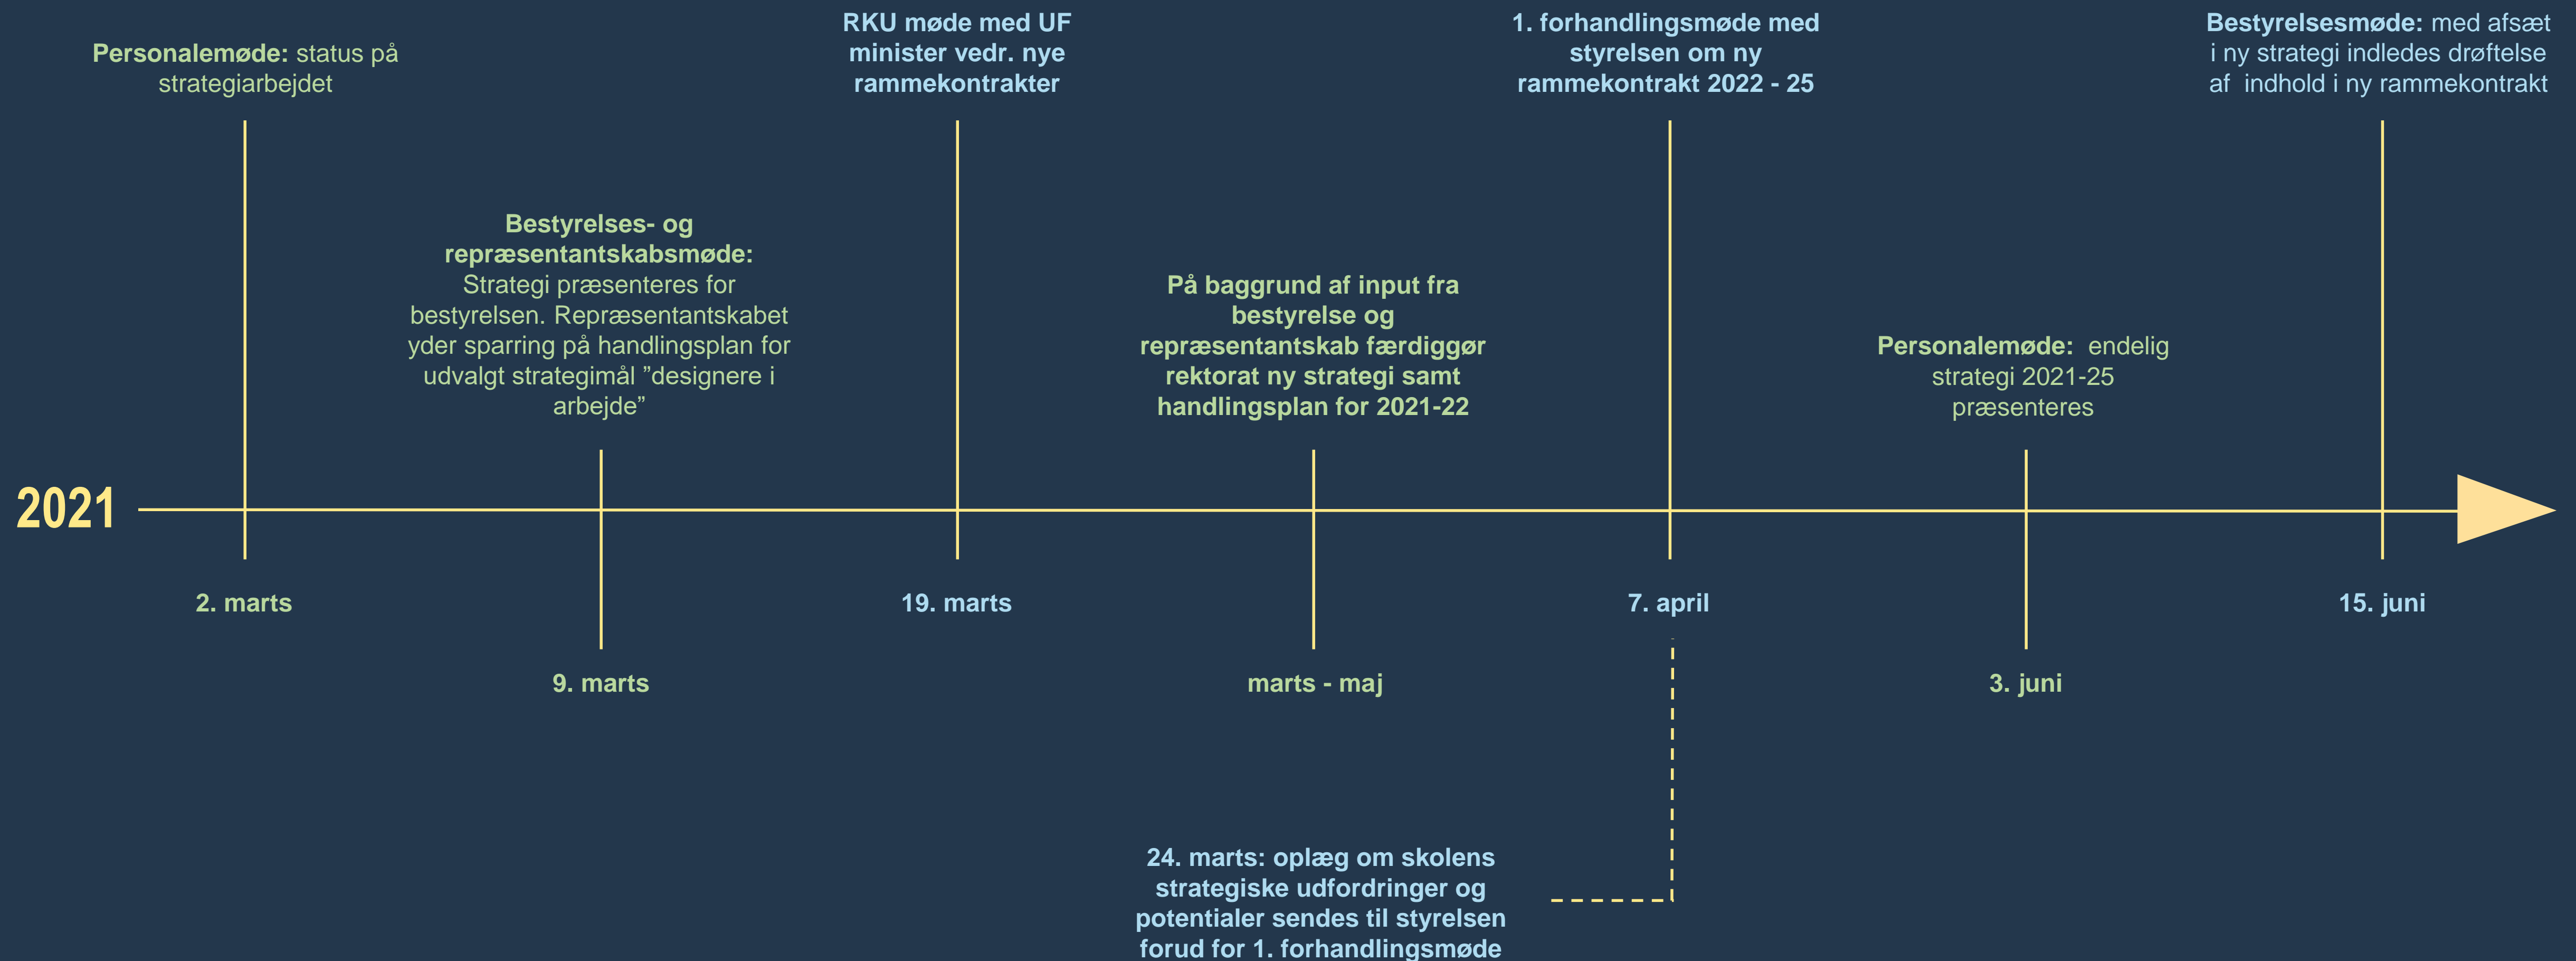 Personalemøde: status på
strategiarbejdet
Bestyrelses- og
repræsentantskabsmøde:
Strategi præsenteres for
bestyrelsen. Repræsentantskabet
yder sparring på handlingsplan for
udvalgt strategimål ”designere i
arbejde”
RKU møde med UF
minister vedr. nye
rammekontrakter
På baggrund af input fra
bestyrelse og
repræsentantskab færdiggør
rektorat ny strategi samt
handlingsplan for 2021-22
1. forhandlingsmøde med
styrelsen om ny
rammekontrakt 2022 - 25
Personalemøde:  endelig
strategi 2021-25
præsenteres
Bestyrelsesmøde: med afsæt
i ny strategi indledes drøftelse
af  indhold i ny rammekontrakt
2021
2. marts
9. marts
19. marts
marts - maj
7. april
3. juni
15. juni
24. marts: oplæg om skolens
strategiske udfordringer og
potentialer sendes til styrelsen
forud for 1. forhandlingsmøde